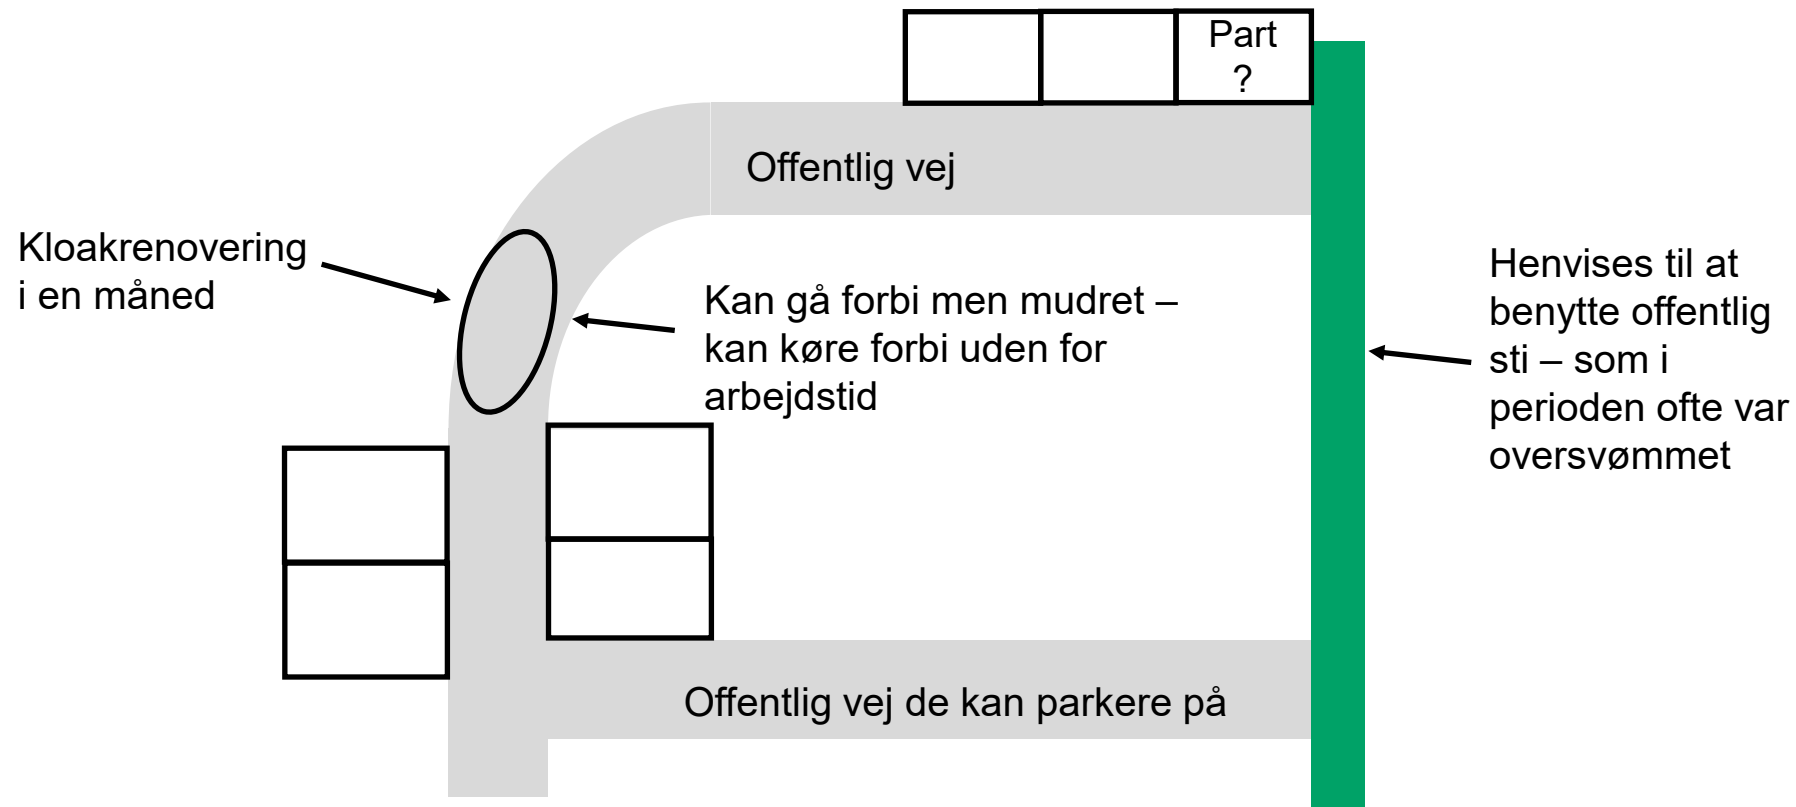 Part
?
Offentlig vej
Kloakrenovering
i en måned
Kan gå forbi men mudret –
kan køre forbi uden for
arbejdstid
Henvises til at
benytte offentlig
sti – som i
perioden ofte var
oversvømmet
Offentlig vej de kan parkere på